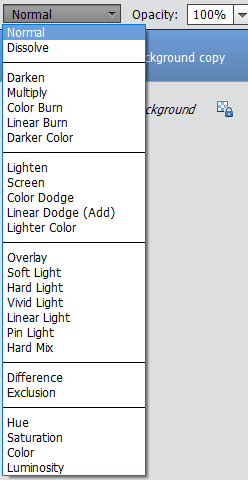 Normal Opacity: 100%
Normal
Dissolve
ckground copy
Darken
Multiply
Color Burn
ckground
Linear Burn
Darker Color
Lighten
Screen
Color Dodge
Linear Dodge (Add)
Lighter Color
Overlay
Soft Light
Hard Light
Vivid Light
Linear Light
Pin Light
Hard Mix
Difference
Exclusion
Hue
Saturation
Color
Luminosity